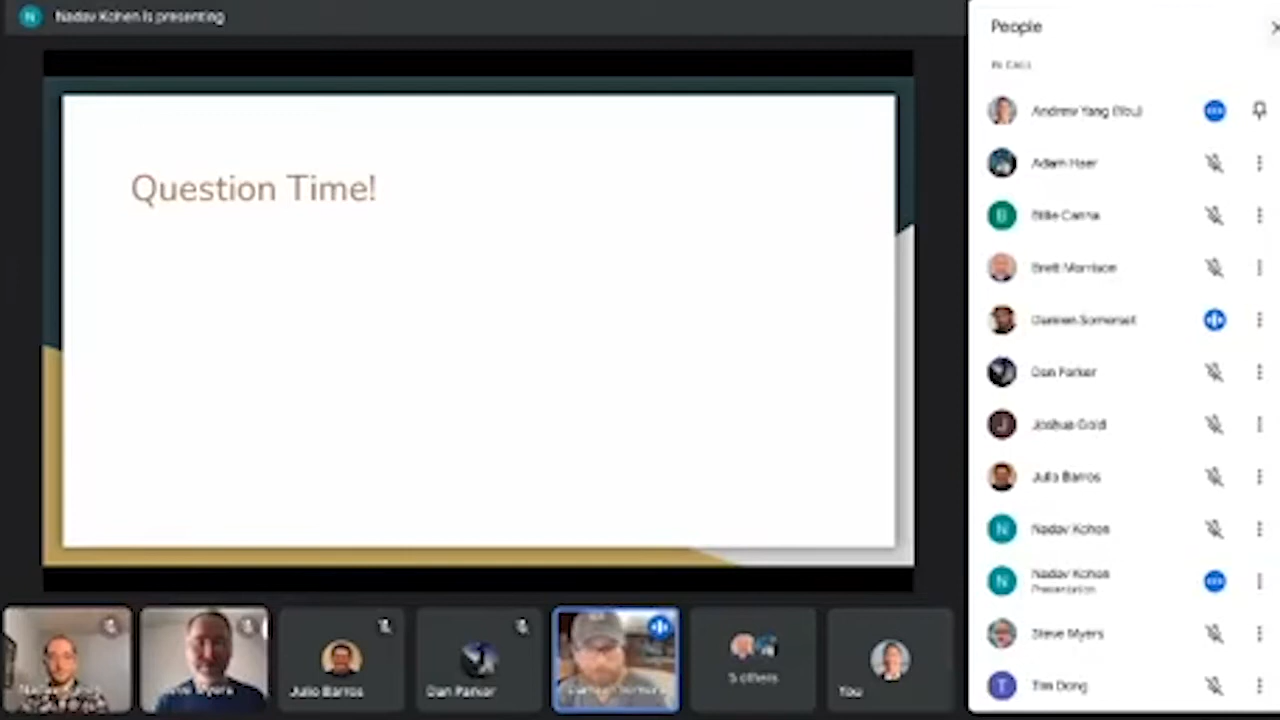 Nadav Kohen is presenting
Question Time!
People
IN CALL
Andrew Yang (You)
Adam Haer
Billie Canna
Brett Morrison
Damien Somerset
Dan Parker
Joshua Gold
Julio Barros
Nadav Kohen
Nadav Kohen
Presentation
Steve Myers
Tim Dong
Steve Myers
Julio Barros
Dan Parker
5 others
You